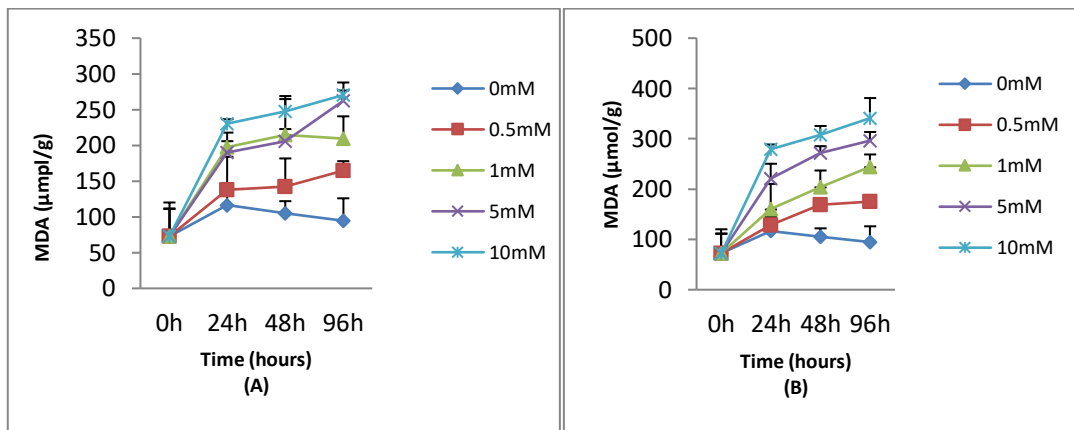 350
300
250
200
150
100
50
0
MDA (µmpl/g)
0h 24h 48h 96h
Time (hours)
(A)
0mM
0.5mM
1mM
5mM
10mM
500
400
300
200
100
0
MDA (µmol/g)
0h 24h 48h 96h
Time (hours)
(B)
0mM
0.5mM
1mM
5mM
10mM